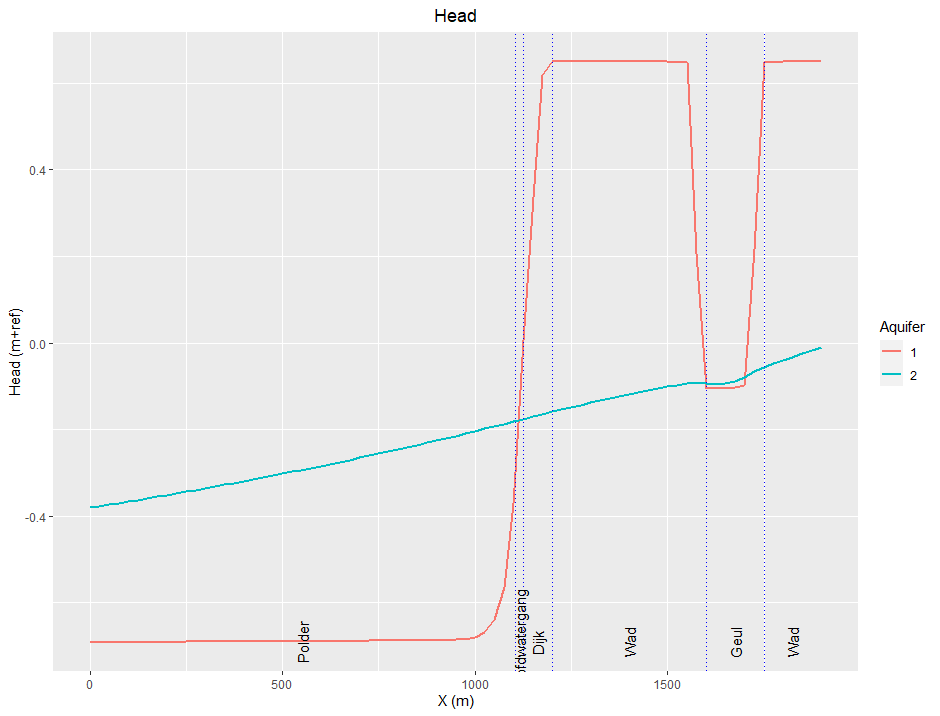 Head
Head (m+ref)
0.4
0.0
-0.4
Polder
ofdwatergang
Dijk
Wad
Geul
Wad
0
500
1000
1500
X (m)
Aquifer
1
2